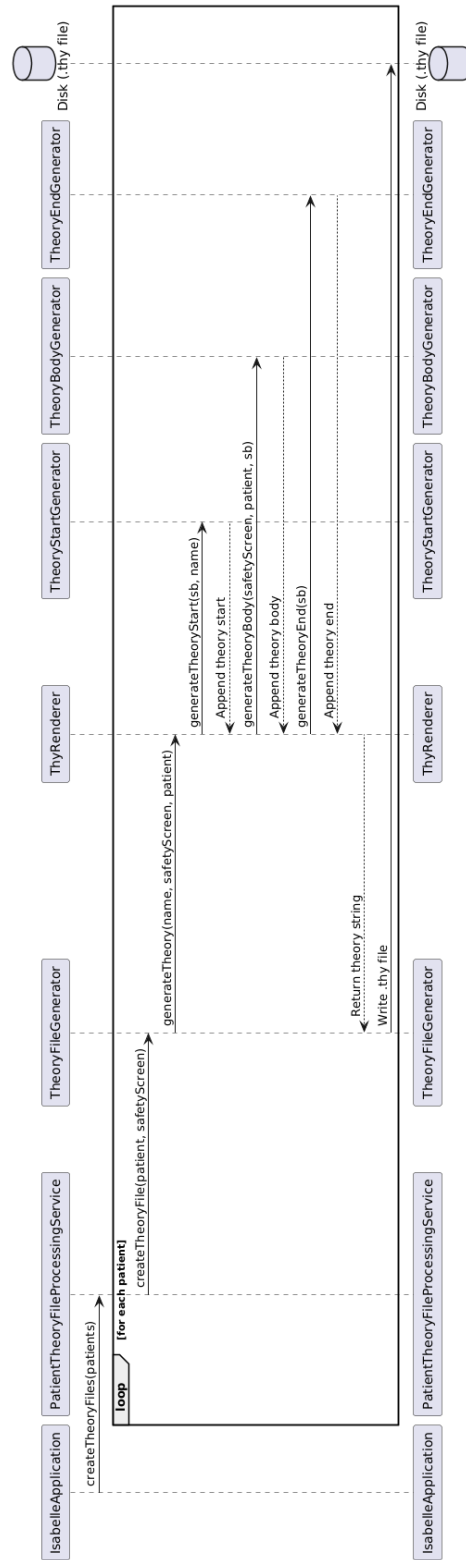 IsabelleApplication
PatientTheoryFileProcessingService
TheoryFileGenerator
ThyRenderer
TheoryStartGenerator
TheoryBodyGenerator
TheoryEndGenerator
Disk (.thy file)
createTheoryFiles(patients)
loop
[for each patient]
createTheoryFile(patient, safetyScreen)
generateTheory(name, safetyScreen, patient)
generateTheoryStart(sb, name)
Append theory start
generateTheoryBody(safetyScreen, patient, sb)
Append theory body
generateTheoryEnd(sb)
Append theory end
Return theory string
Write .thy file
IsabelleApplication
PatientTheoryFileProcessingService
TheoryFileGenerator
ThyRenderer
TheoryStartGenerator
TheoryBodyGenerator
TheoryEndGenerator
Disk (.thy file)